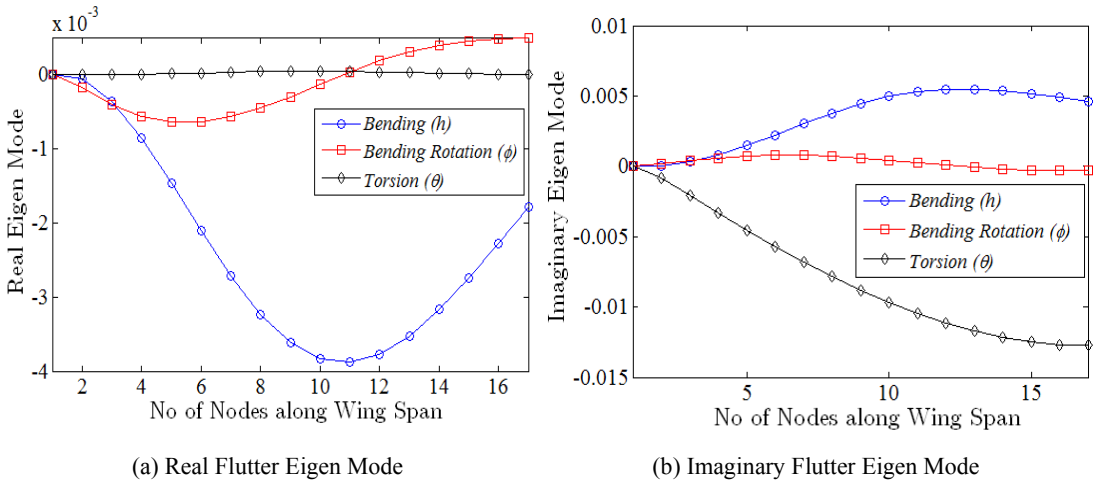 x 10⁻³
0
-1
-2
-3
-4
2 4 6 8 10 12 14 16
Real Eigen Mode
No of Nodes along Wing Span
Bending (h)
Bending Rotation (ϕ)
Torsion (θ)
(a) Real Flutter Eigen Mode
0.01
0.005
0
-0.005
-0.01
-0.015
5 10 15
Imaginary Eigen Mode
No of Nodes along Wing Span
Bending (h)
Bending Rotation (ϕ)
Torsion (θ)
(b) Imaginary Flutter Eigen Mode